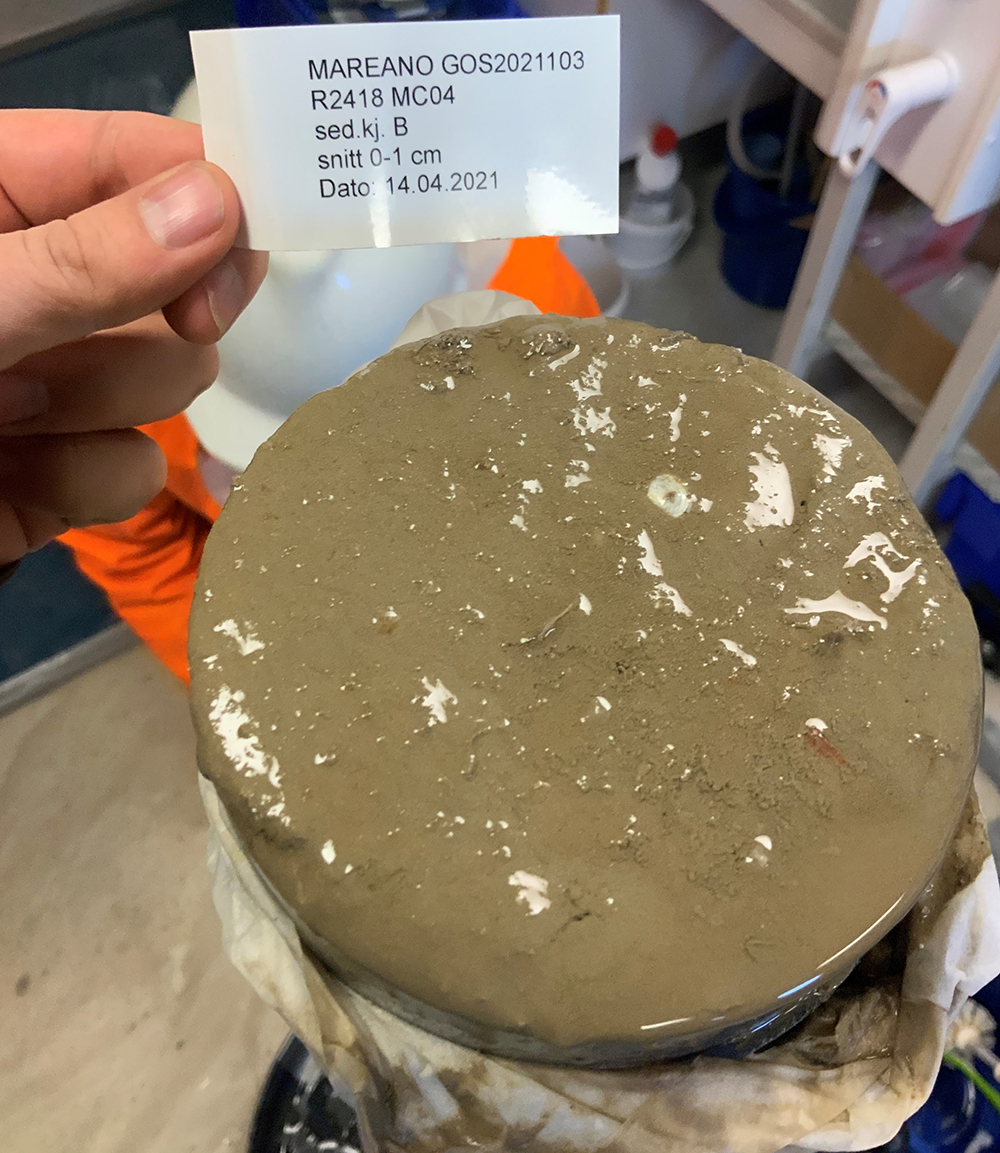 MAREANO GOS2021103
R2418 MC04
sed.kj. B
snitt 0-1 cm
Dato: 14.04.2021